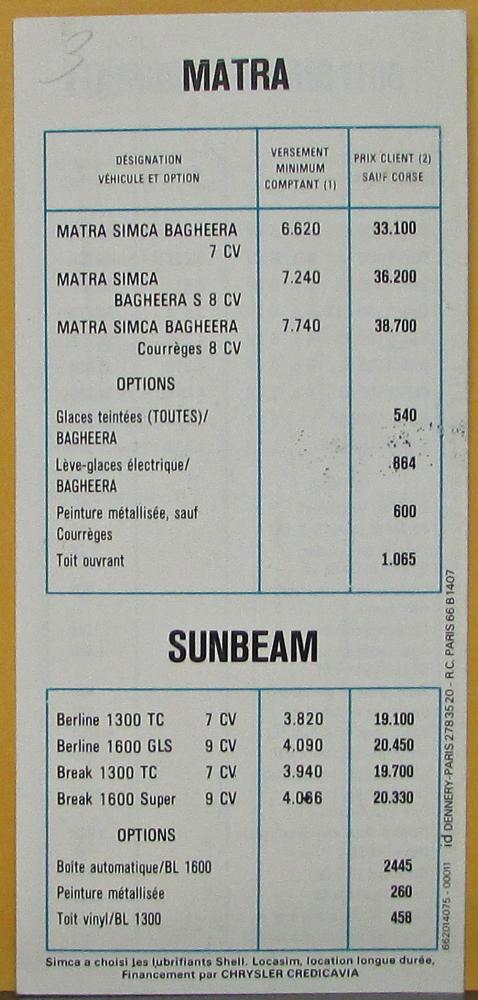 3
MATRA
DÉSIGNATION
VÉHICULE ET OPTION
VERSEMENT
MINIMUM
COMPTANT (1)
PRIX CLIENT (2)
SAUF CORSE
MATRA SIMCA BAGHEERA
7 CV 6.620 33.100
MATRA SIMCA
BAGHEERA S 8 CV 7.240 36.200
MATRA SIMCA BAGHEERA
Courrèges 8 CV 7.740 38.700
OPTIONS
Glaces teintées (TOUTES)/
BAGHEERA 540
Lève-glaces électrique/
BAGHEERA 864
Peinture métallisée, sauf
Courrèges 600
Toit ouvrant 1.065
SUNBEAM
Berline 1300 TC 7 CV 3.820 19.100
Berline 1600 GLS 9 CV 4.090 20.450
Break 1300 TC 7 CV 3.940 19.700
Break 1600 Super 9 CV 4.066 20.330
OPTIONS
Boîte automatique/BL 1600 2445
Peinture métallisée 260
Toit vinyl/BL 1300 458
Simca a choisi les lubrifiants Shell. Locasim, location longue durée,
Financement par CHRYSLER CREDICAVIA
662014075 - 00011 id DENNERY-PARIS 2783520 - R.C. PARIS 66 B 1407